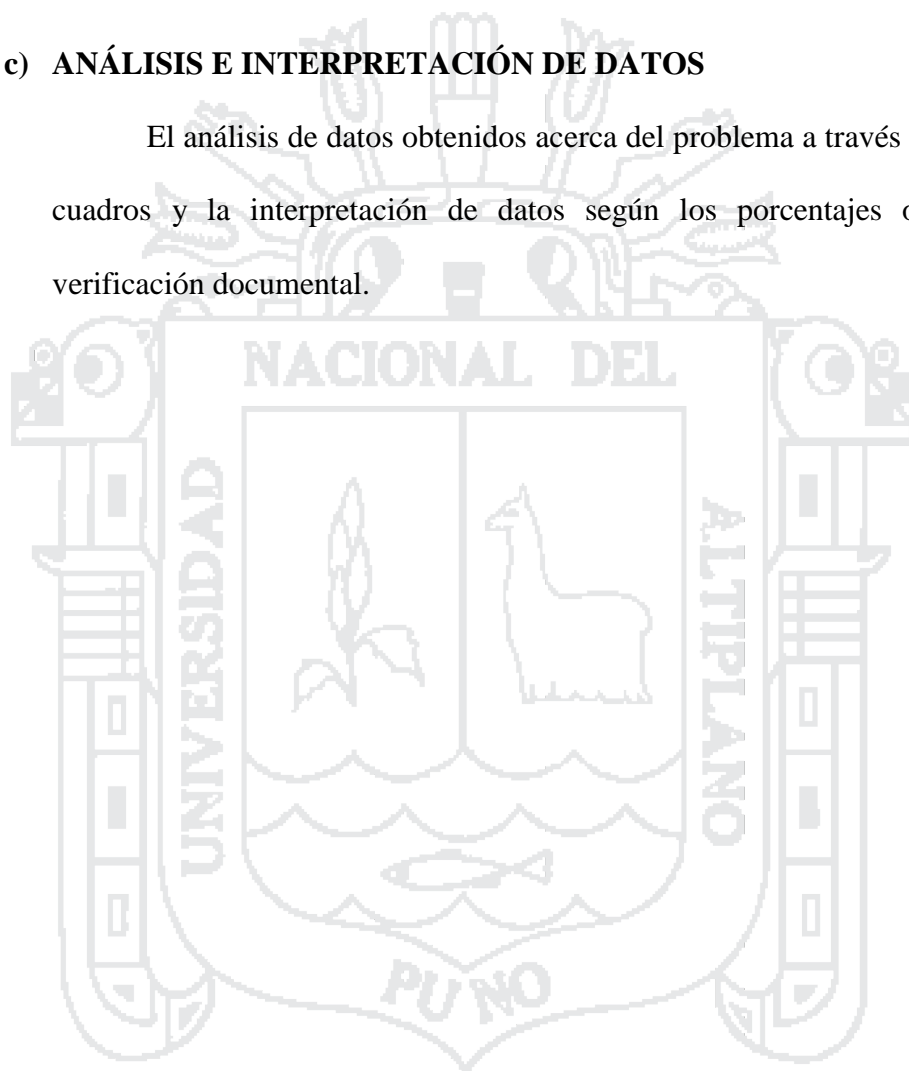 c) ANÁLISIS E INTERPRETACIÓN DE DATOS
El análisis de datos obtenidos acerca del problema a través
cuadros y la interpretación de datos según los porcentajes
verificación documental.
NACIONAL DEL
UNIVERSIDAD
ALTIPLANO
PUNO